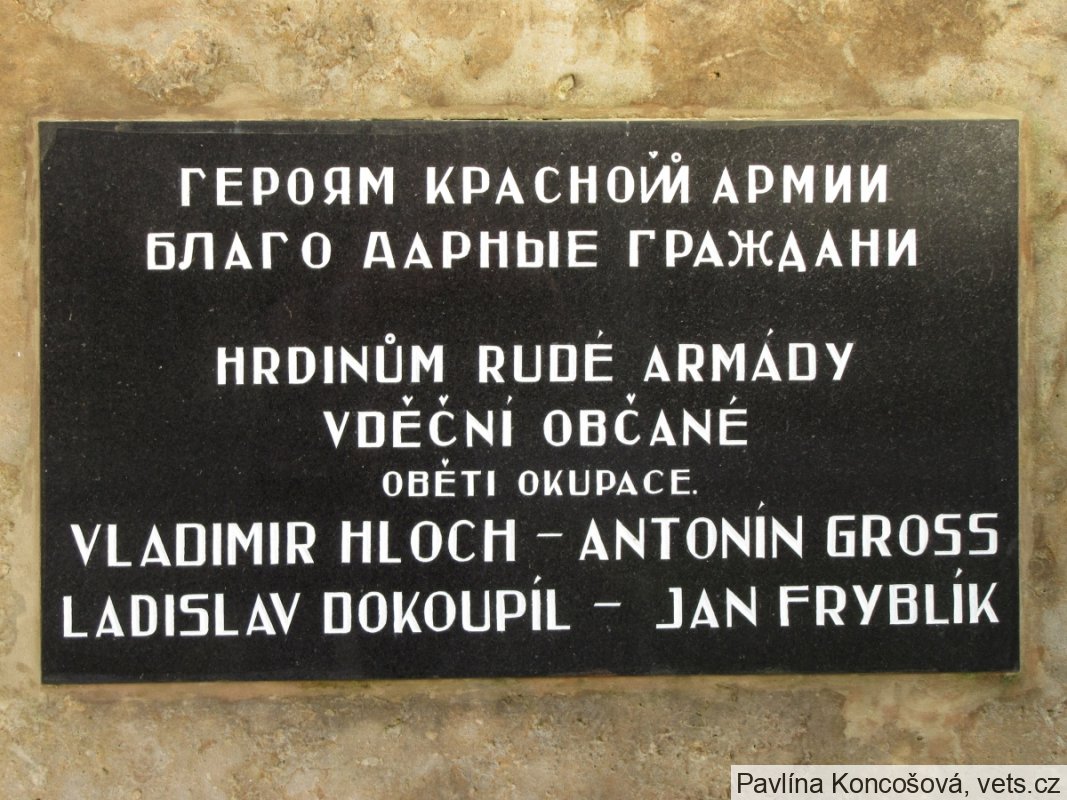 ГЕРОЯМ КРАСНОЙЙ АРМИИ
БЛАГО ДАРНЫЕ ГРАЖДАНИ
HRDINŮM RUDÉ ARMÁDY
VDĚČNÍ OBČANÉ
OBĚTI OKUPACE.
VLADIMIR HLOCH – ANTONÍN GROSS
LADISLAV DOKOUPÍL – JAN FRYBLÍK
Pavlína Koncošová, vets.cz